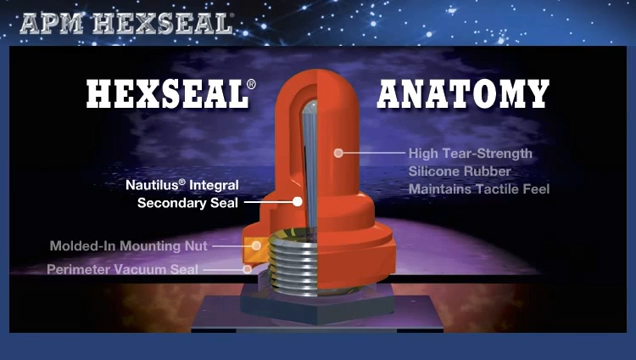 APM HEXSEAL
HEXSEAL® ANATOMY
High Tear-Strength
Silicone Rubber
Maintains Tactile Feel
Nautilus® Integral
Secondary Seal
Molded-In Mounting Nut
Perimeter Vacuum Seal